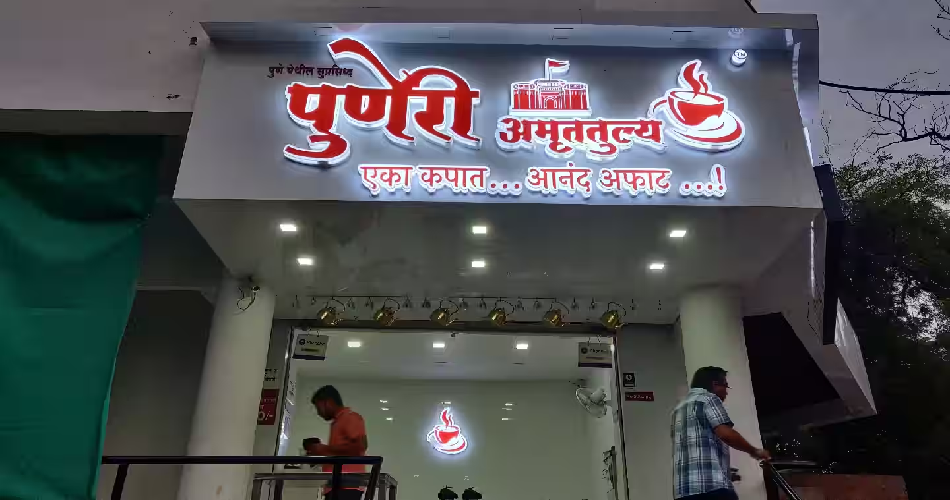 पुणे येथील सुप्रसिध्द
पुणेरी
अमृततुल्य
एका कपात...आनंद अफाट ...!